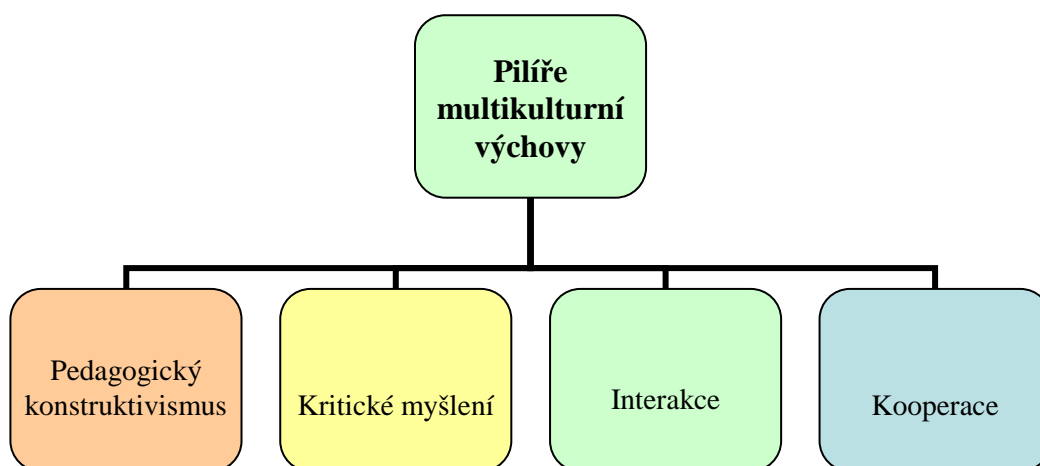 Pilíře
multikulturní
výchovy
Pedagogický
konstruktivismus
Kritické myšlení
Interakce
Kooperace